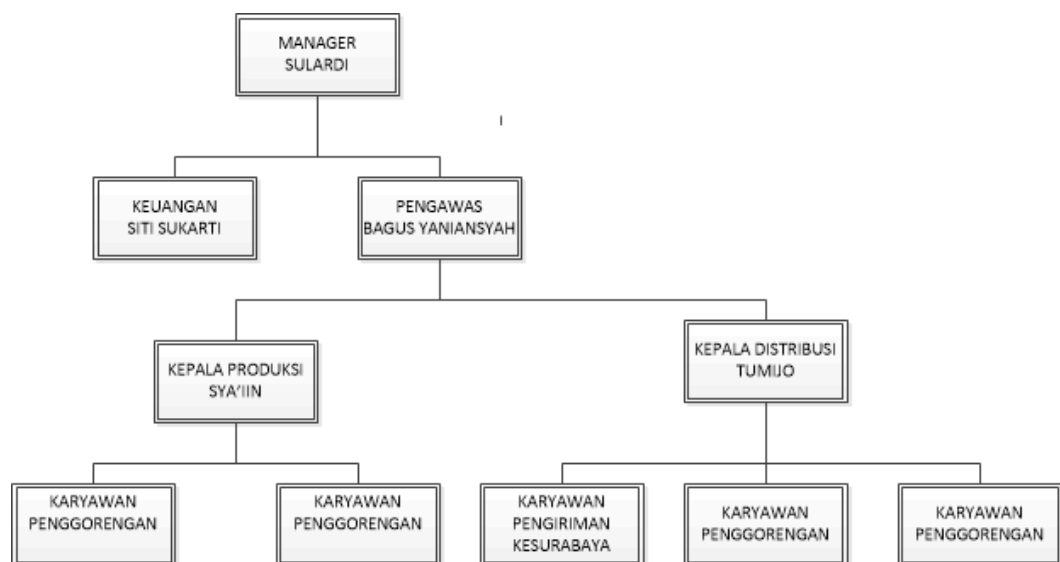 MANAGER
SULARDI
KEUANGAN
SITI SUKARTI
PENGAWAS
BAGUS YANIANSYAH
KEPALA PRODUKSI
SYA'IIN
KEPALA DISTRIBUSI
TUMIJO
KARYAWAN
PENGGORENGAN
KARYAWAN
PENGGORENGAN
KARYAWAN
PENGIRIMAN
KESURABAYA
KARYAWAN
PENGGORENGAN
KARYAWAN
PENGGORENGAN